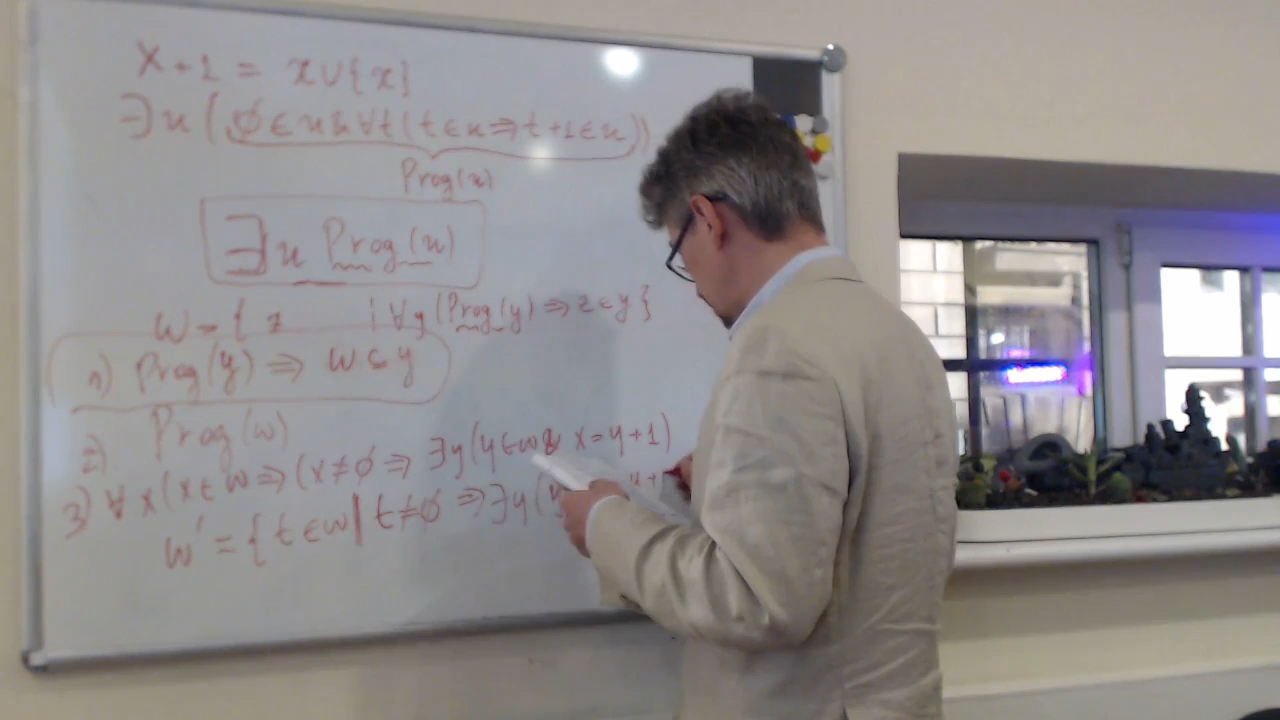 x + 1 = x ∪ {x}
∃u (∅ ∈ u & ∀t (t ∈ u ⇒ t + 1 ∈ u))
Prog(u)
∃u Prog(u)
ω = { z | ∀y (Prog(y) ⇒ z ∈ y }
1) Prog(y) ⇒ ω ⊆ y
2) Prog(ω)
3) ∀x (x ∈ ω ⇒ (x ≠ ∅ ⇒ ∃y (y ∈ ω & x = y + 1)
ω' = { t ∈ ω | t ≠ ∅ ⇒ ∃y (y